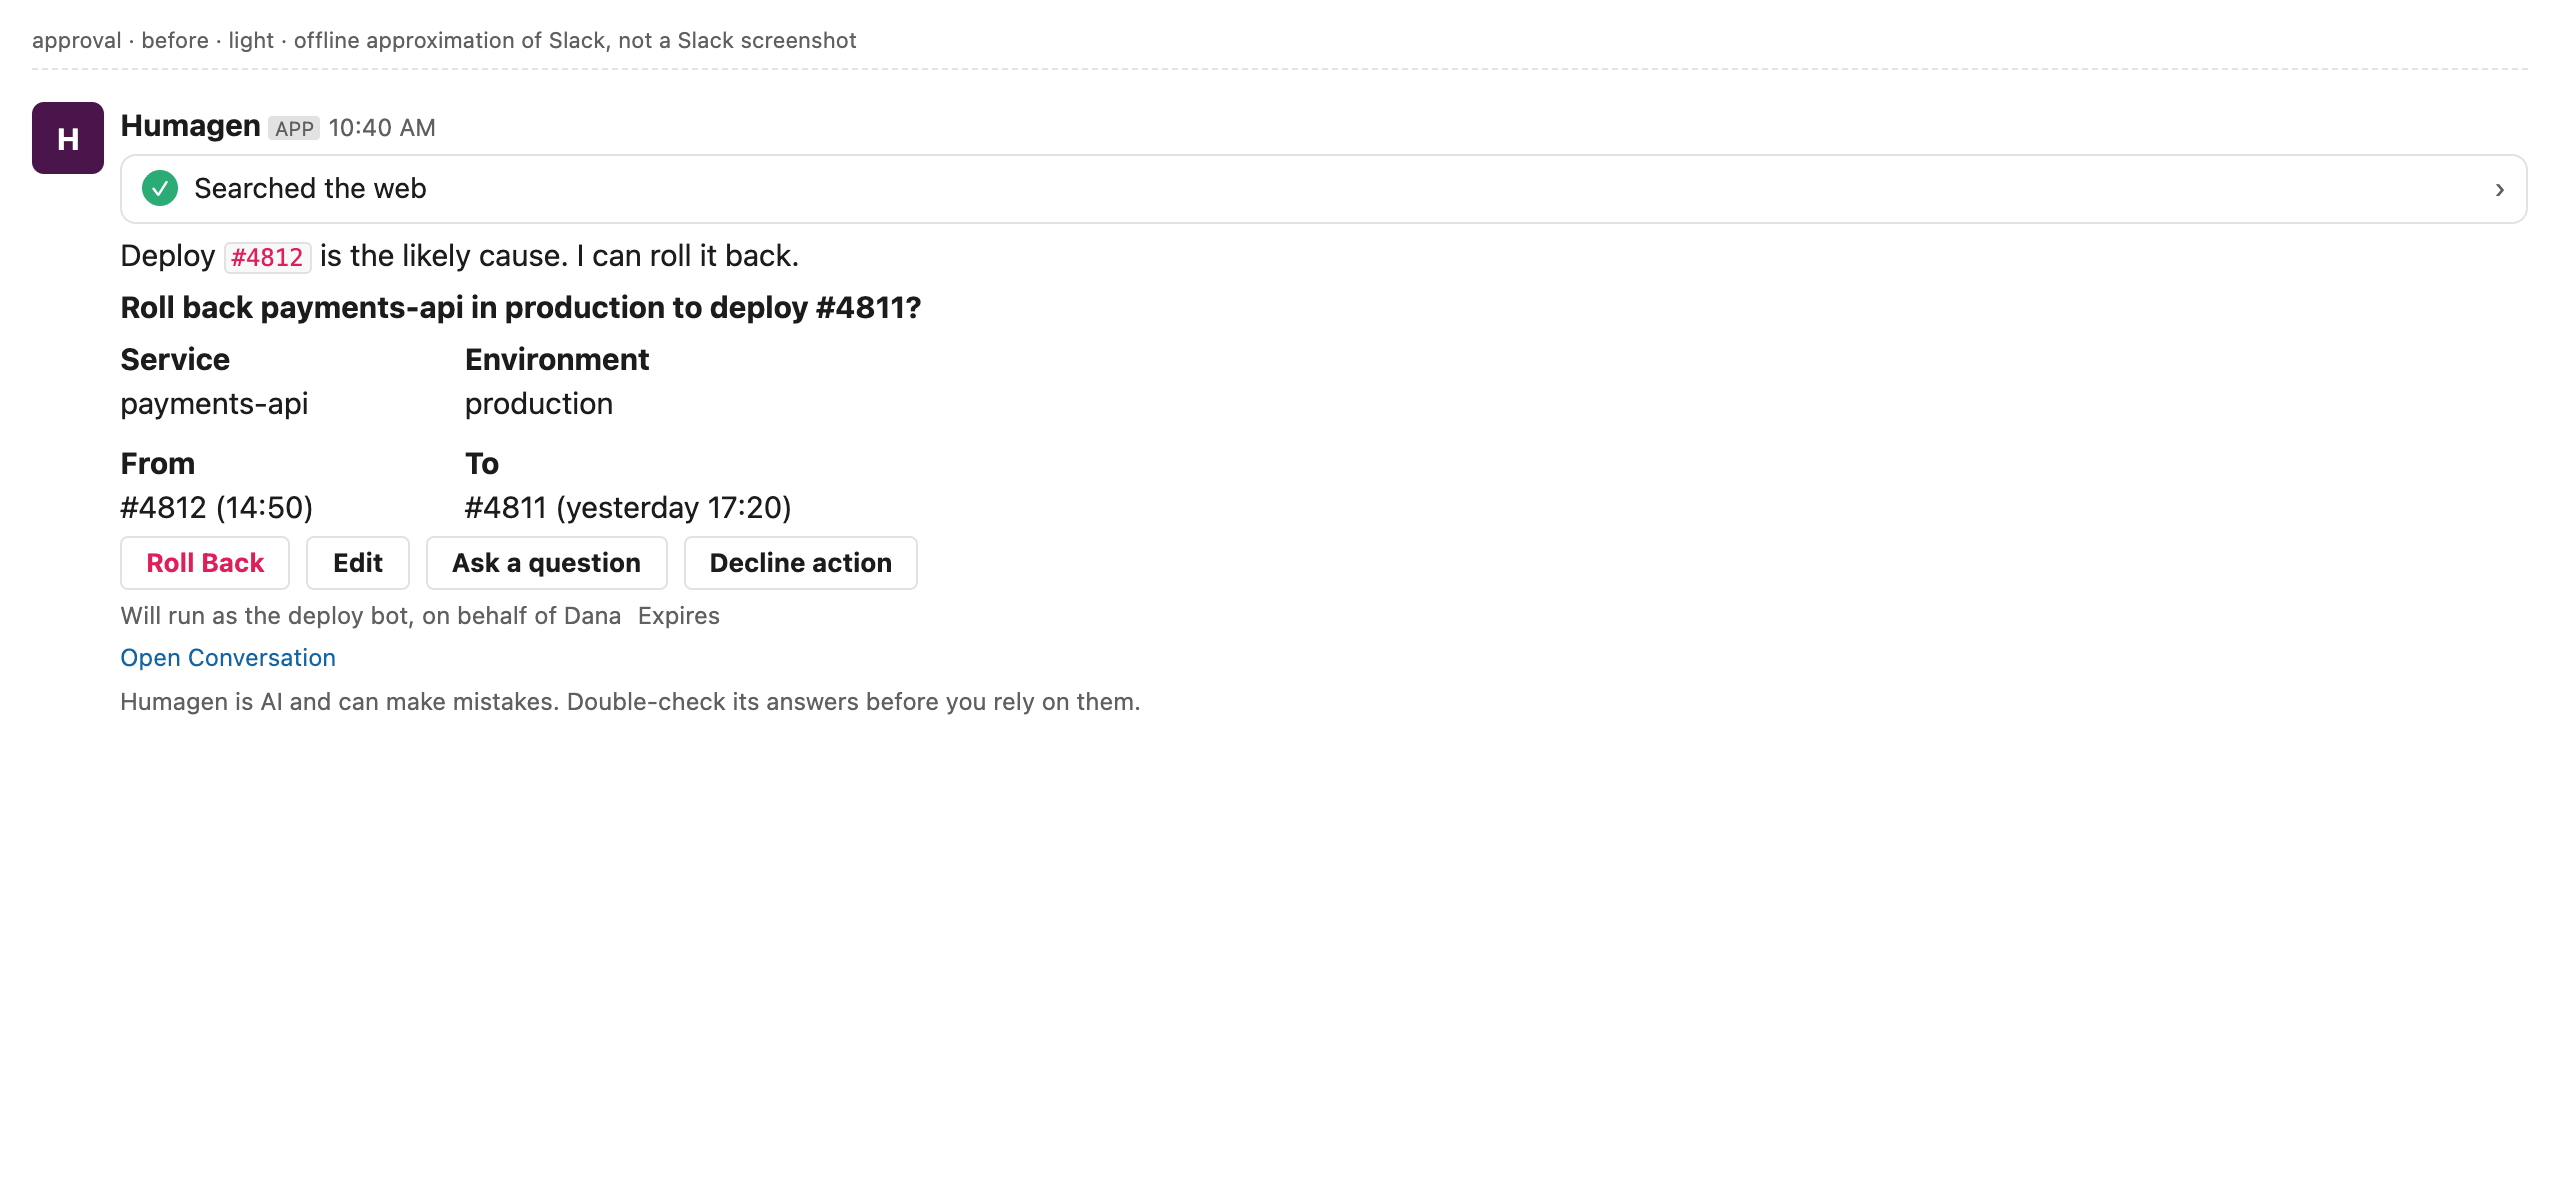 approval · before · light · offline approximation of Slack, not a Slack screenshot
H
Humagen APP 10:40 AM
Searched the web
Deploy #4812 is the likely cause. I can roll it back.
Roll back payments-api in production to deploy #4811?
Service Environment
payments-api production
From To
#4812 (14:50) #4811 (yesterday 17:20)
Roll Back Edit Ask a question Decline action
Will run as the deploy bot, on behalf of Dana Expires
Open Conversation
Humagen is AI and can make mistakes. Double-check its answers before you rely on them.